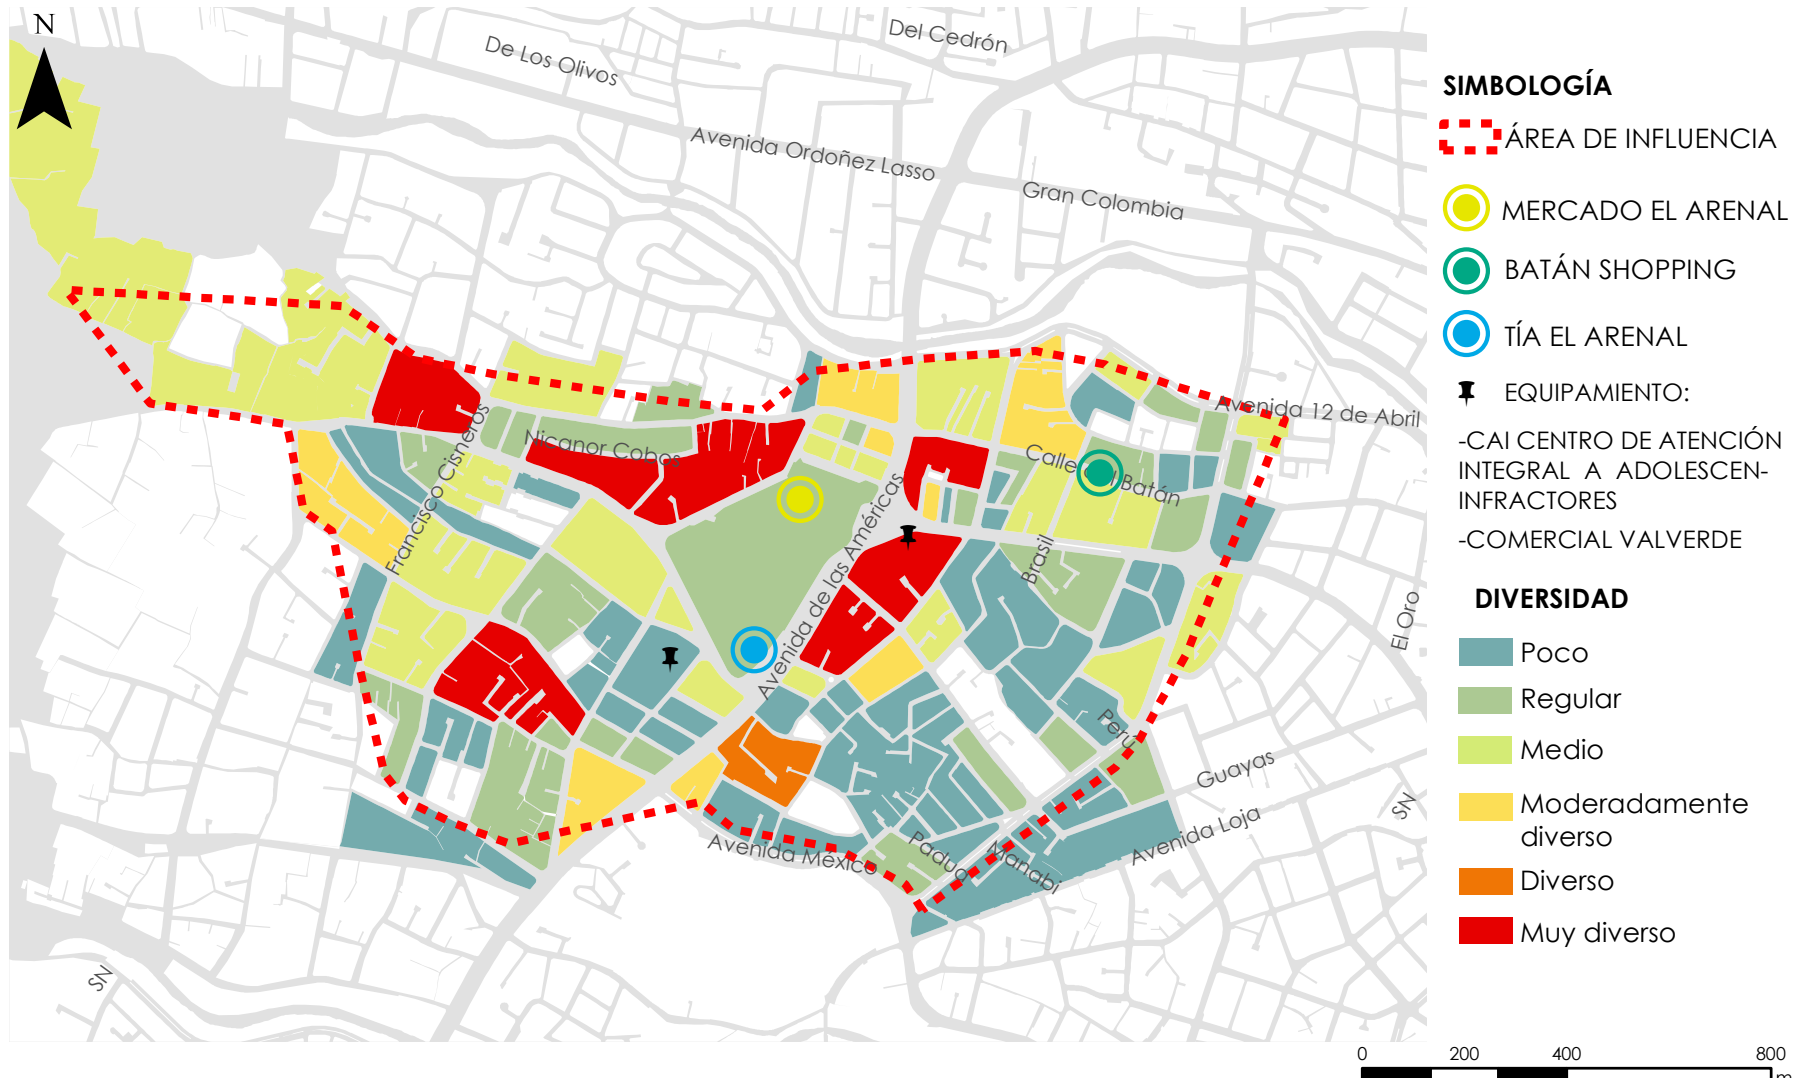 N
De Los Olivos
Del Cedrón
Avenida Ordoñez Lasso
Gran Colombia
Avenida 12 de Abril
Francisco Cisneros
Nicanor Cobos
Calle
l Batán
Avenida de las Américas
Brasil
El Oro
Perú
Guayas
SN
Avenida Loja
Avenida México
Padua
Manabi
SN
SIMBOLOGÍA
ÁREA DE INFLUENCIA
MERCADO EL ARENAL
BATÁN SHOPPING
TÍA EL ARENAL
EQUIPAMIENTO:
-CAI CENTRO DE ATENCIÓN
INTEGRAL A ADOLESCEN-
INFRACTORES
-COMERCIAL VALVERDE
DIVERSIDAD
Poco
Regular
Medio
Moderadamente
diverso
Diverso
Muy diverso
0 200 400 800
m